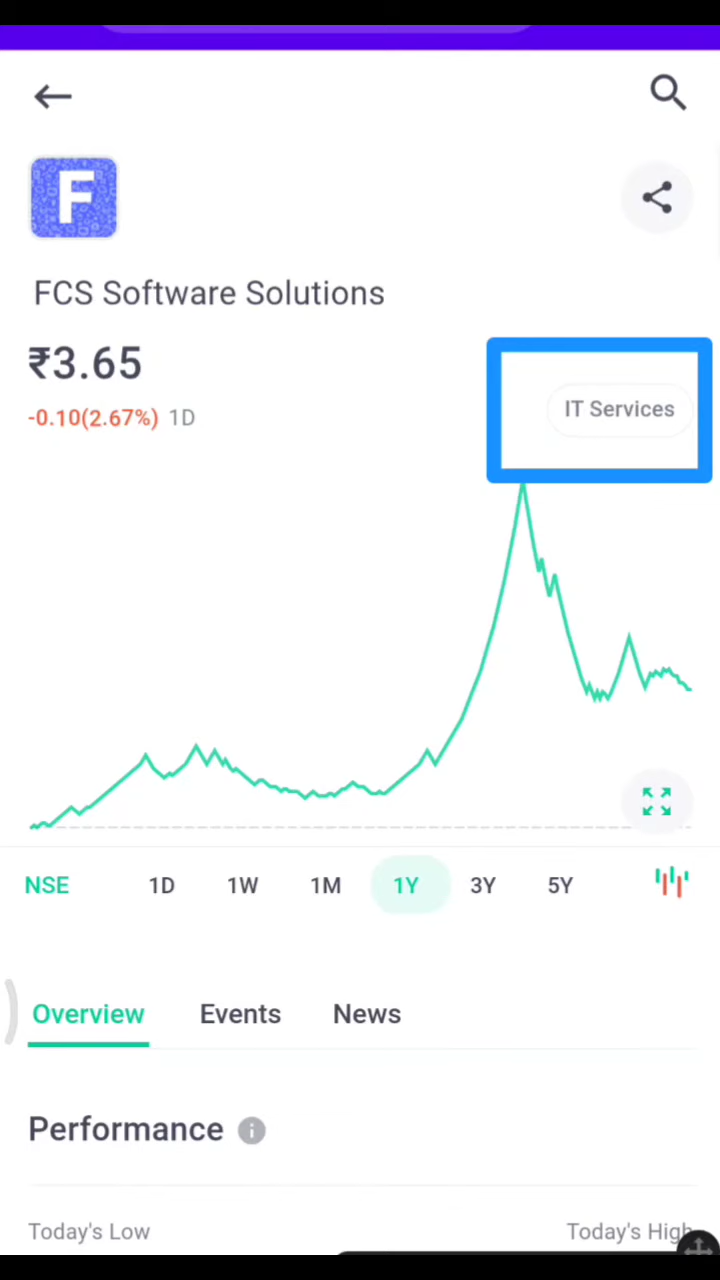 F
FCS Software Solutions
₹3.65
-0.10(2.67%) 1D
IT Services
NSE 1D 1W 1M 1Y 3Y 5Y
Overview Events News
Performance i
Today's Low Today's High